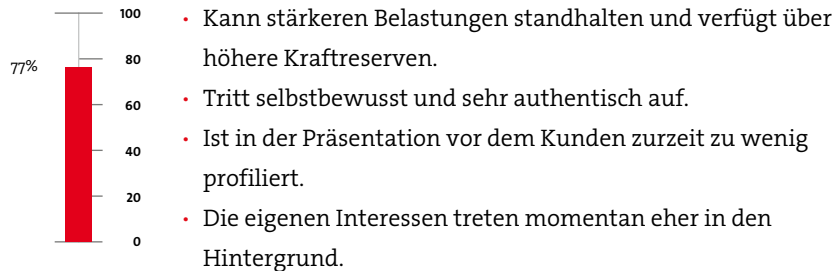 100
80
60
40
20
0
77%
• Kann stärkeren Belastungen standhalten und verfügt über
höhere Kraftreserven.
• Tritt selbstbewusst und sehr authentisch auf.
• Ist in der Präsentation vor dem Kunden zurzeit zu wenig
profiliert.
• Die eigenen Interessen treten momentan eher in den
Hintergrund.